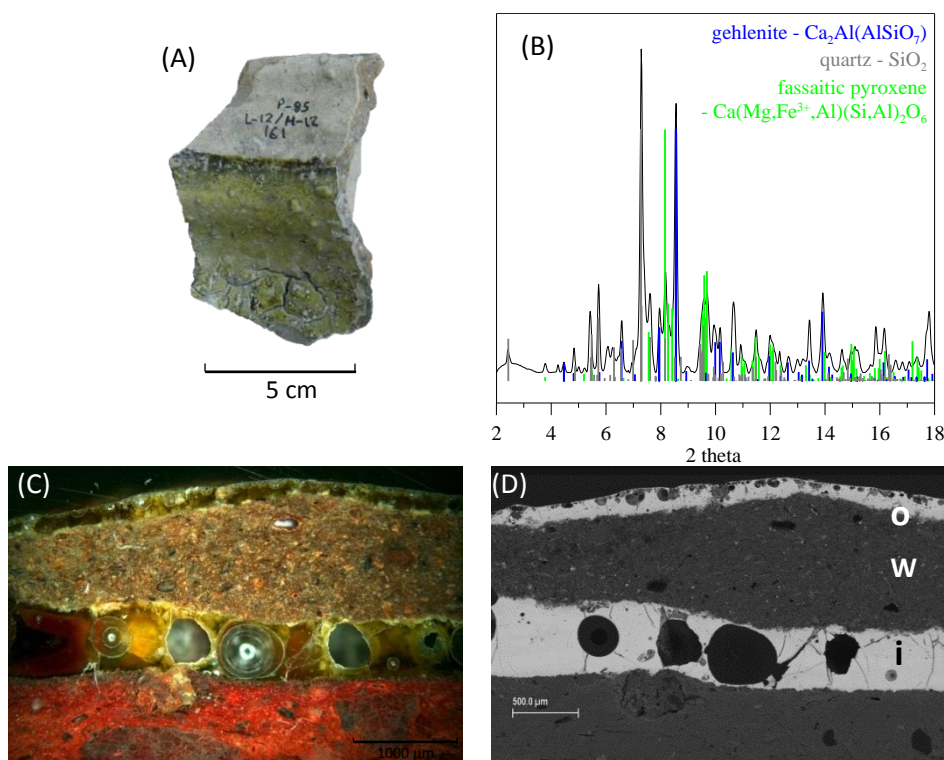 (A)
P-85
L-12/H-12
161
5 cm
(B)
gehlenite - Ca₂Al(AlSiO₇)
quartz - SiO₂
fassaitic pyroxene
- Ca(Mg,Fe³⁺,Al)(Si,Al)₂O₆
2 4 6 8 10 12 14 16 18
2 theta
(C)
1000 µm
(D)
o
w
i
500.0 µm